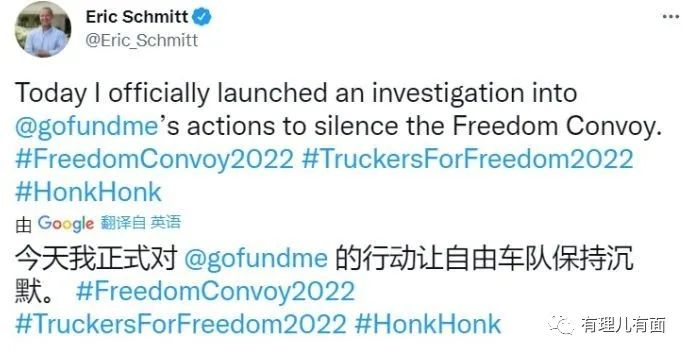 Eric Schmitt
@Eric_Schmitt
Today I officially launched an investigation into
@gofundme's actions to silence the Freedom Convoy.
#FreedomConvoy2022 #TruckersForFreedom2022
#HonkHonk
由 Google 翻译自 英语
今天我正式对 @gofundme 的行动让自由车队保持沉
默。 #FreedomConvoy2022
#TruckersForFreedom2022 #HonkHonk
有理儿有面